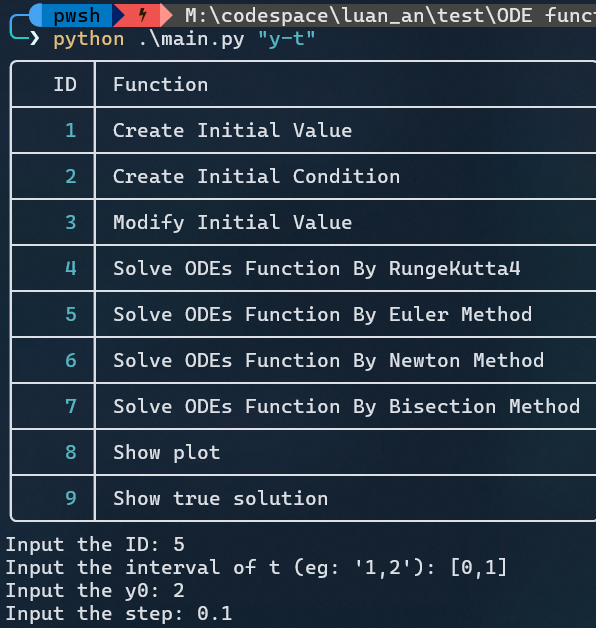 pwsh M:\codespace\luan_an\test\ODE func
❯ python .\main.py "y-t"
ID Function
1 Create Initial Value
2 Create Initial Condition
3 Modify Initial Value
4 Solve ODEs Function By RungeKutta4
5 Solve ODEs Function By Euler Method
6 Solve ODEs Function By Newton Method
7 Solve ODEs Function By Bisection Method
8 Show plot
9 Show true solution
Input the ID: 5
Input the interval of t (eg: '1,2'): [0,1]
Input the y0: 2
Input the step: 0.1